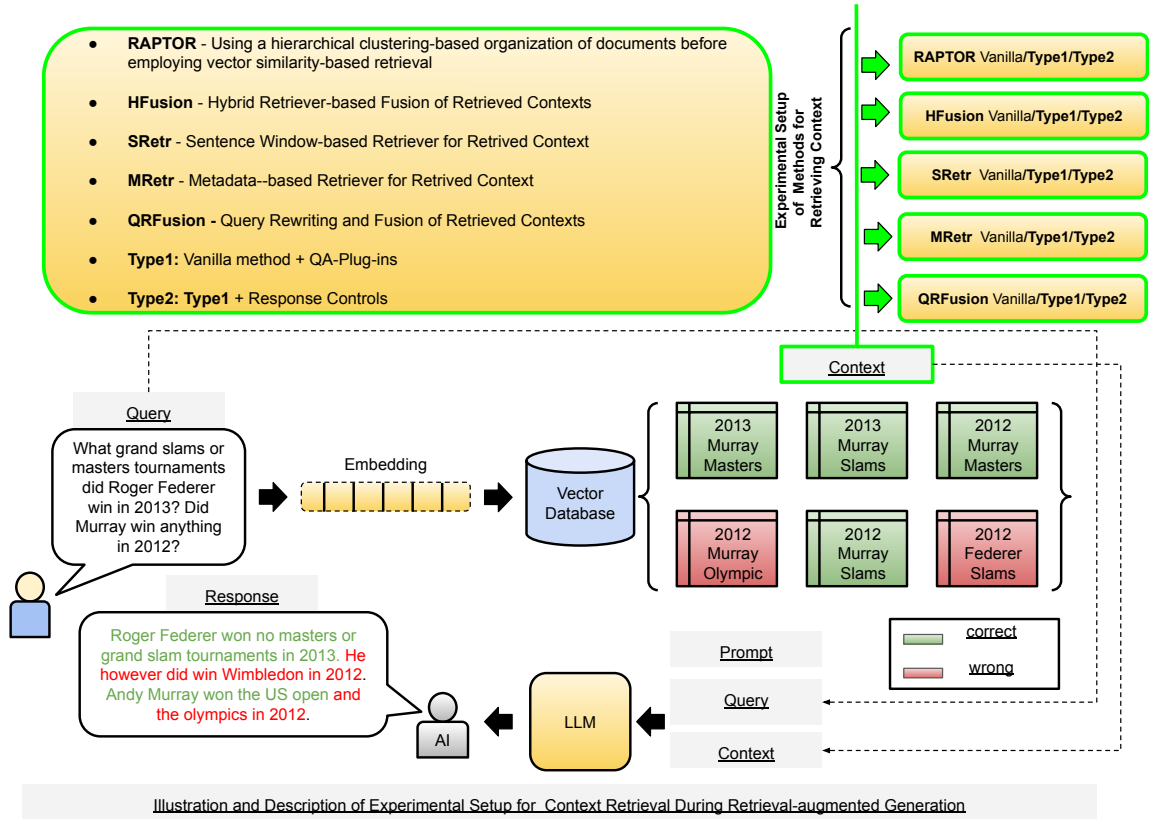 ● RAPTOR - Using a hierarchical clustering-based organization of documents before
employing vector similarity-based retrieval
● HFusion - Hybrid Retriever-based Fusion of Retrieved Contexts
● SRetr - Sentence Window-based Retriever for Retrived Context
● MRetr - Metadata--based Retriever for Retrived Context
● QRFusion - Query Rewriting and Fusion of Retrieved Contexts
● Type1: Vanilla method + QA-Plug-ins
● Type2: Type1 + Response Controls
Experimental Setup
of Methods for
Retrieving Context
RAPTOR Vanilla/Type1/Type2
HFusion Vanilla/Type1/Type2
SRetr Vanilla/Type1/Type2
MRetr Vanilla/Type1/Type2
QRFusion Vanilla/Type1/Type2
Context
Query
What grand slams or
masters tournaments
did Roger Federer
win in 2013? Did
Murray win anything
in 2012?
Embedding
Vector
Database
2013
Murray
Masters
2013
Murray
Slams
2012
Murray
Masters
2012
Murray
Olympic
2012
Murray
Slams
2012
Federer
Slams
Response
Roger Federer won no masters or
grand slam tournaments in 2013. He
however did win Wimbledon in 2012.
Andy Murray won the US open and
the olympics in 2012.
AI
LLM
Prompt
Query
Context
correct
wrong
Illustration and Description of Experimental Setup for Context Retrieval During Retrieval-augmented Generation